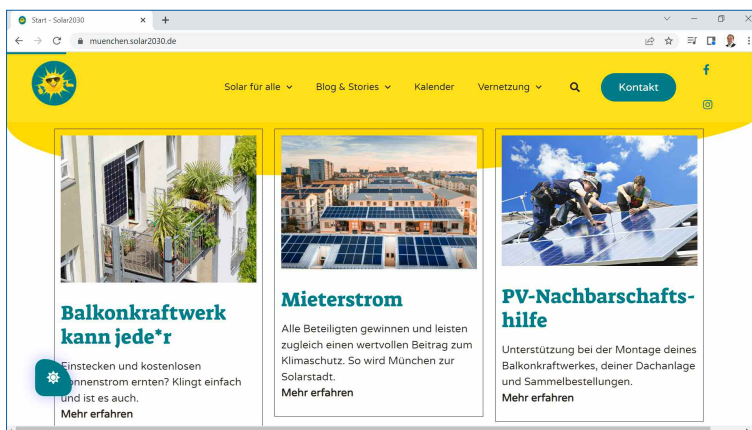 Start - Solar2030
muenchen.solar2030.de
Solar für alle
Blog & Stories
Kalender
Vernetzung
Kontakt
Balkonkraftwerk
kann jede*r
Einstecken und kostenlosen
onnenstrom ernten? Klingt einfach
und ist es auch.
Mehr erfahren
Mieterstrom
Alle Beteiligten gewinnen und leisten
zugleich einen wertvollen Beitrag zum
Klimaschutz. So wird München zur
Solarstadt.
Mehr erfahren
PV-Nachbarschafts-
hilfe
Unterstützung bei der Montage deines
Balkonkraftwerkes, deiner Dachanlage
und Sammelbestellungen.
Mehr erfahren